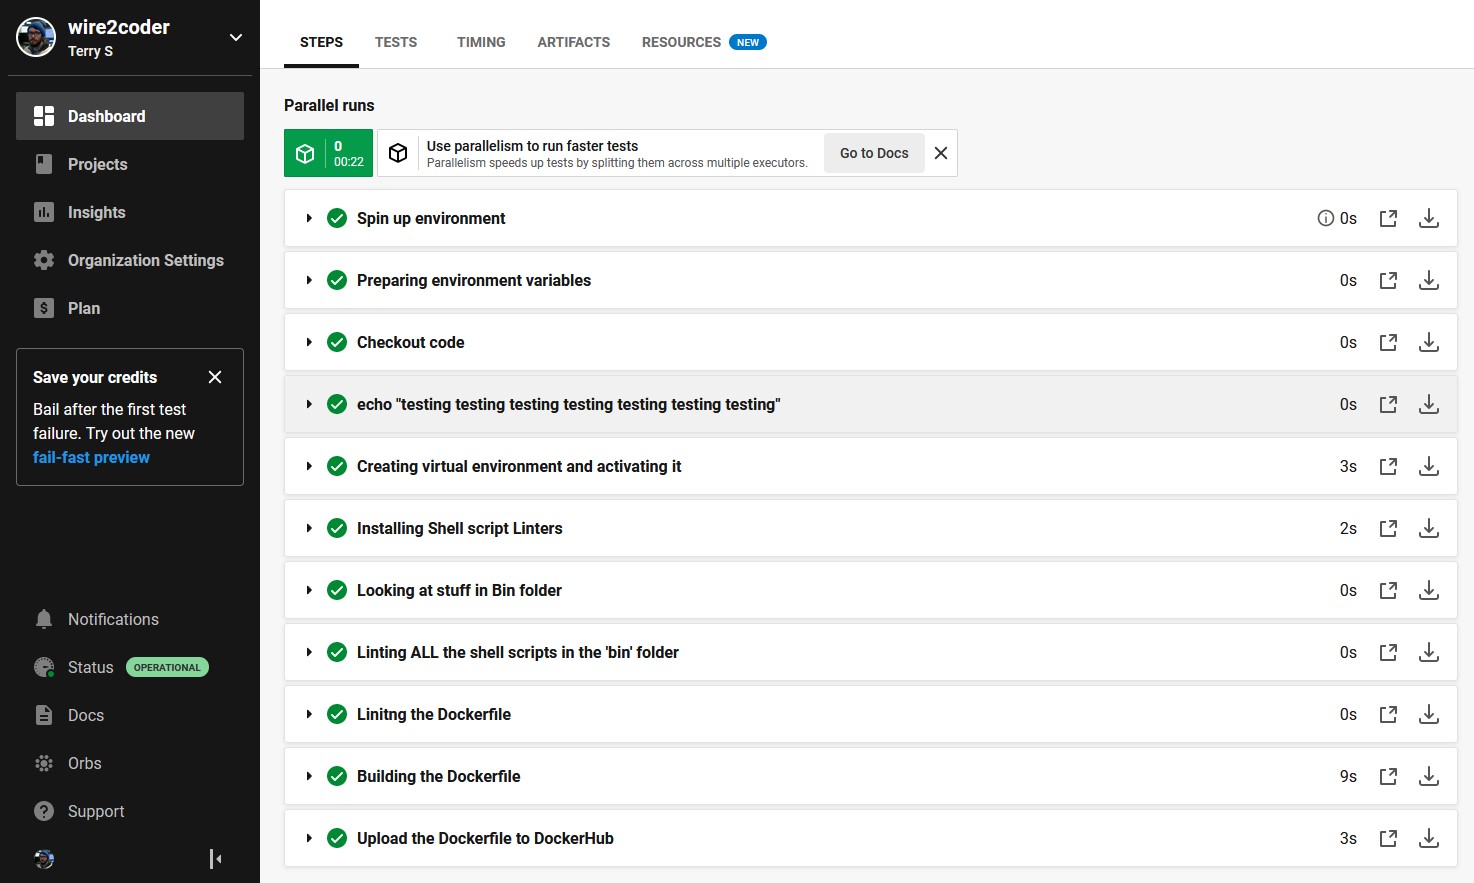 wire2coder
Terry S
Dashboard
Projects
Insights
Organization Settings
Plan
Save your credits
Bail after the first test
failure. Try out the new
fail-fast preview
Notifications
Status OPERATIONAL
Docs
Orbs
Support
STEPS TESTS TIMING ARTIFACTS RESOURCES NEW
Parallel runs
0
00:22
Use parallelism to run faster tests
Parallelism speeds up tests by splitting them across multiple executors.
Go to Docs
Spin up environment 0s
Preparing environment variables 0s
Checkout code 0s
echo "testing testing testing testing testing testing testing" 0s
Creating virtual environment and activating it 3s
Installing Shell script Linters 2s
Looking at stuff in Bin folder 0s
Linting ALL the shell scripts in the 'bin' folder 0s
Linitng the Dockerfile 0s
Building the Dockerfile 9s
Upload the Dockerfile to DockerHub 3s